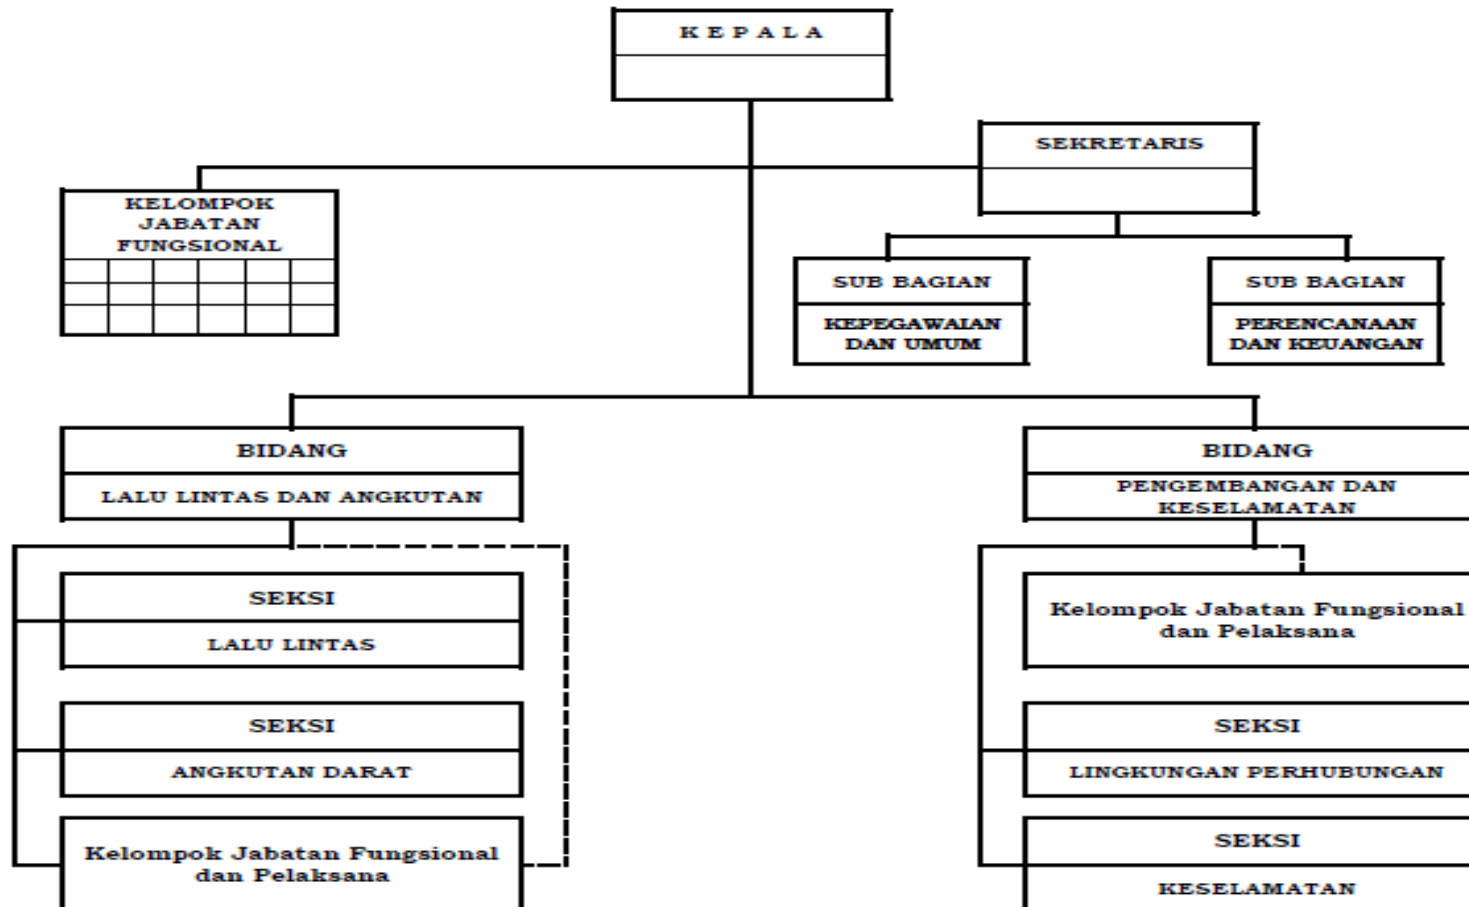 K E P A L A
SEKRETARIS
KELOMPOK
JABATAN
FUNGSIONAL
SUB BAGIAN
KEPEGAWAIAN
DAN UMUM
SUB BAGIAN
PERENCANAAN
DAN KEUANGAN
BIDANG
LALU LINTAS DAN ANGKUTAN
BIDANG
PENGEMBANGAN DAN
KESELAMATAN
SEKSI
LALU LINTAS
SEKSI
ANGKUTAN DARAT
Kelompok Jabatan Fungsional
dan Pelaksana
Kelompok Jabatan Fungsional
dan Pelaksana
SEKSI
LINGKUNGAN PERHUBUNGAN
SEKSI
KESELAMATAN